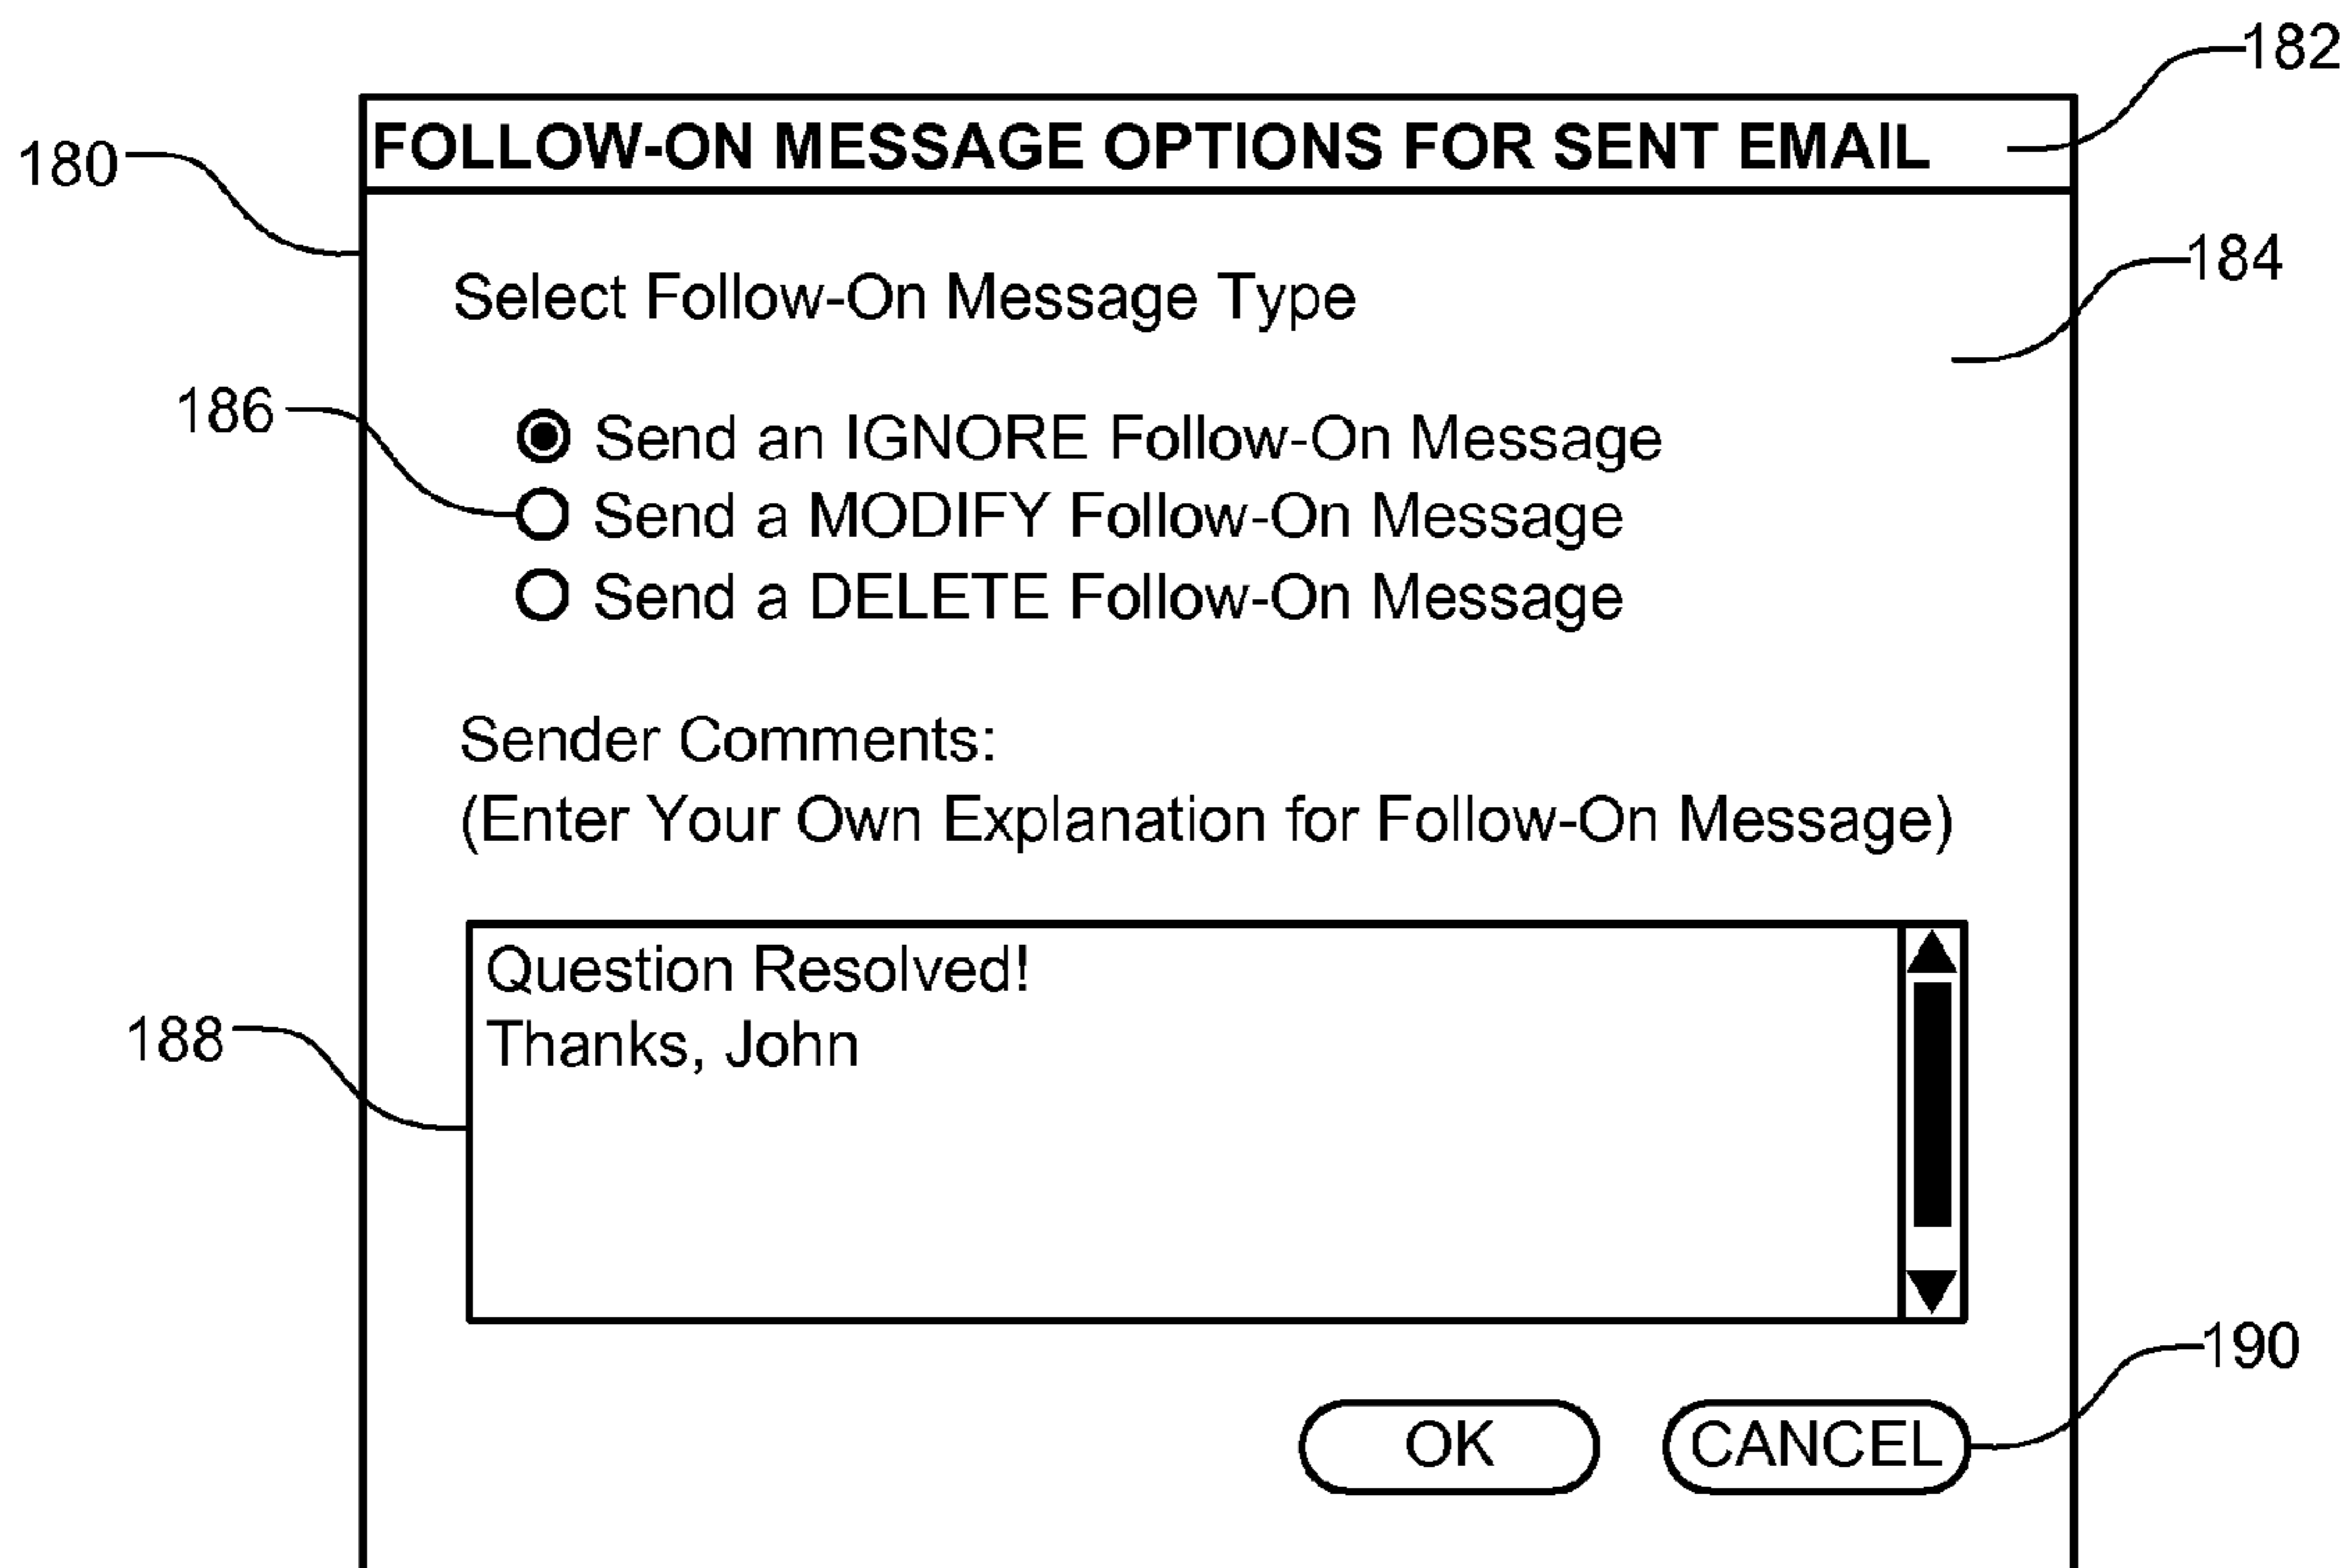 182
FOLLOW-ON MESSAGE OPTIONS FOR SENT EMAIL
180
184
Select Follow-On Message Type
186
Send an IGNORE Follow-On Message
Send a MODIFY Follow-On Message
Send a DELETE Follow-On Message
Sender Comments:
(Enter Your Own Explanation for Follow-On Message)
Question Resolved!
Thanks, John
188
190
OK CANCEL